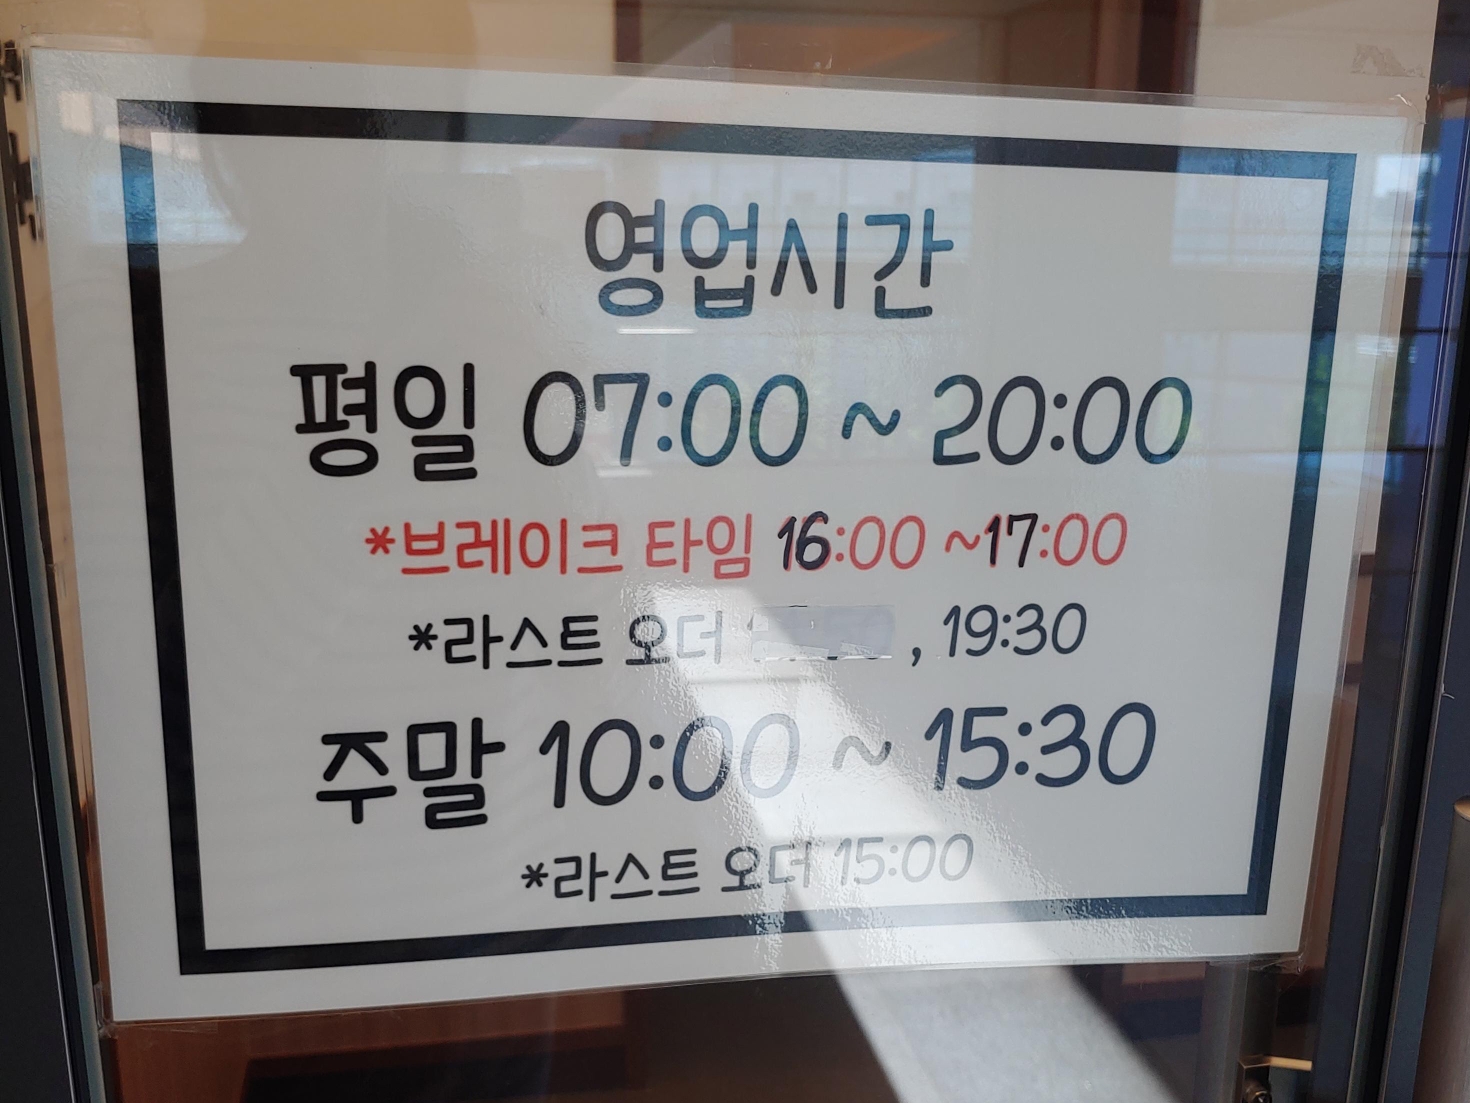 영업시간
평일 07:00 ~ 20:00
*브레이크 타임 16:00 ~17:00
*라스트 오더 , 19:30
주말 10:00 ~ 15:30
*라스트 오더 15:00